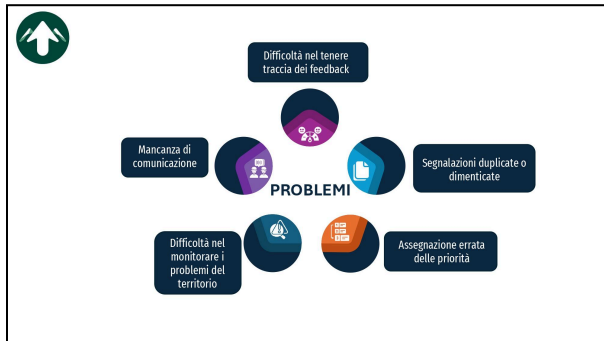 Difficoltà nel tenere
traccia dei feedback
Mancanza di
comunicazione
Segnalazioni duplicate o
dimenticate
PROBLEMI
Difficoltà nel
monitorare i
problemi del
territorio
Assegnazione errata
delle priorità